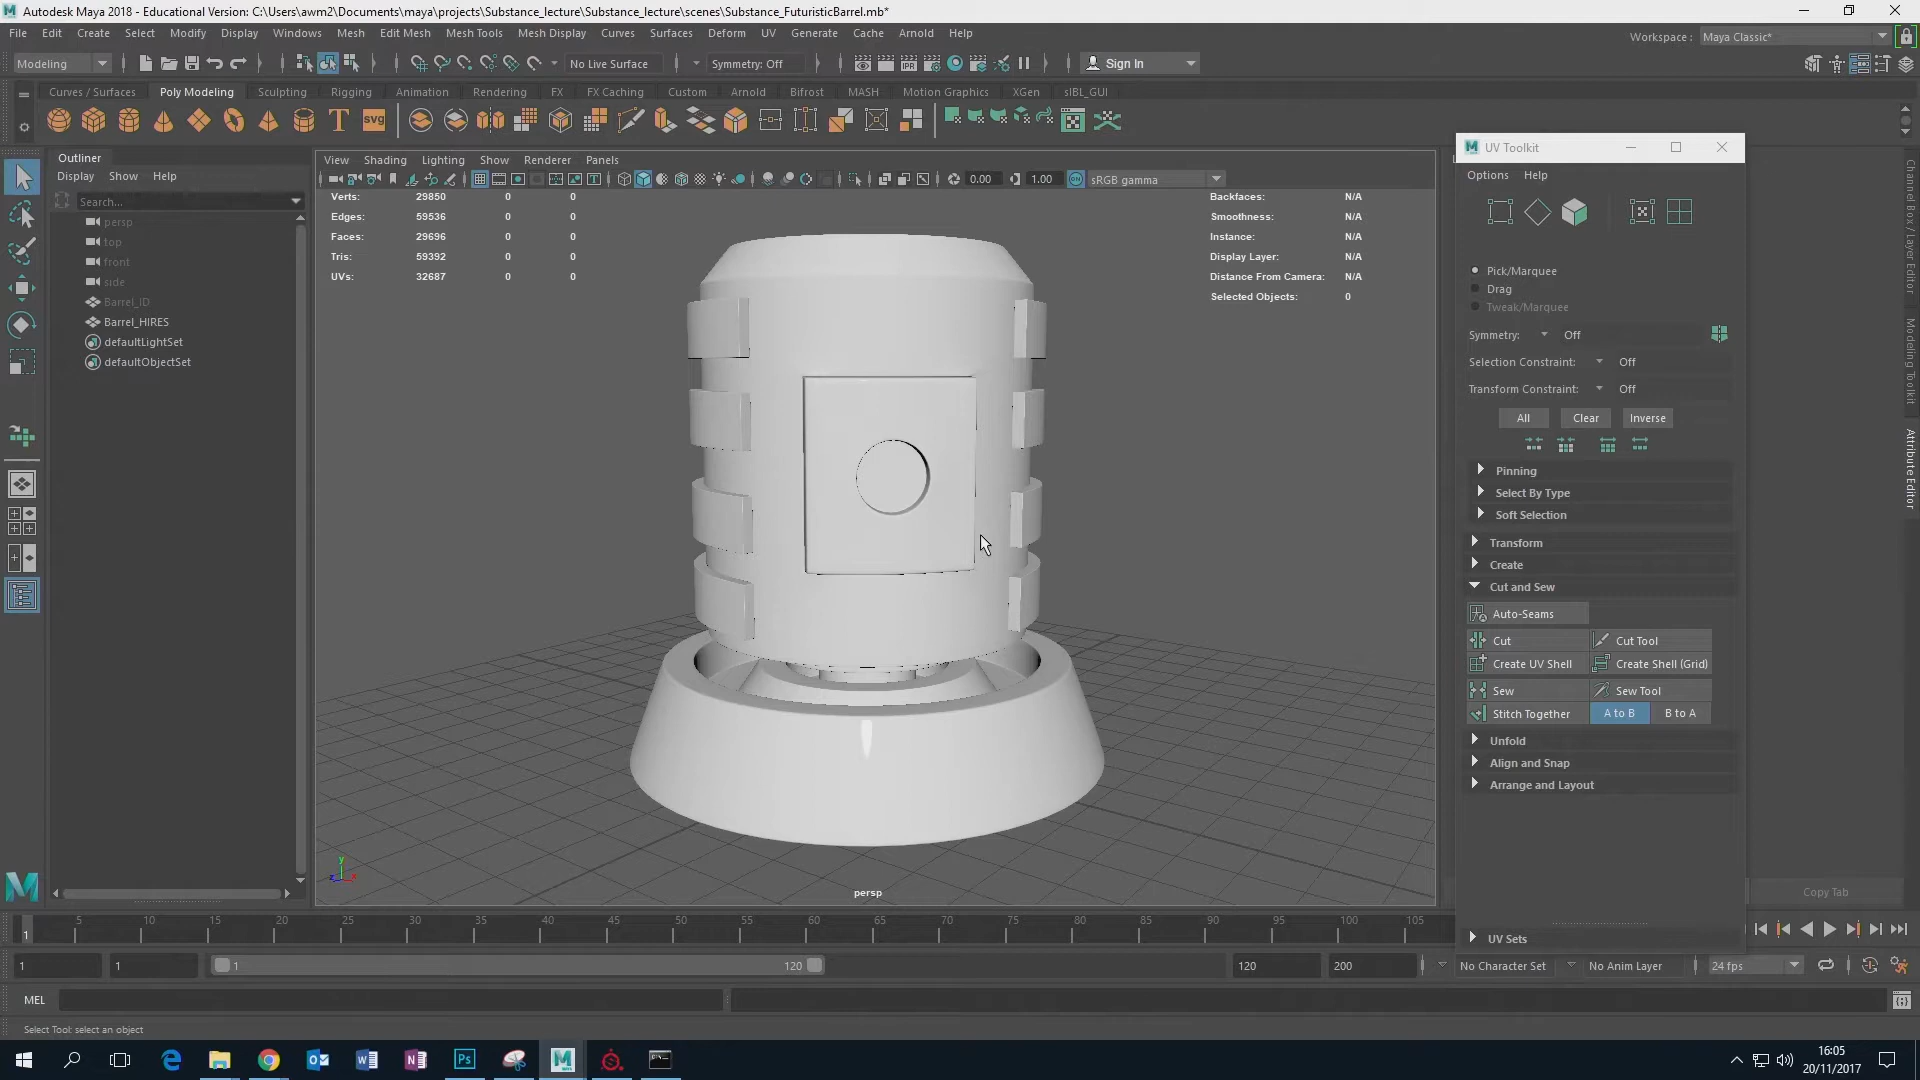 Autodesk Maya 2018 - Educational Version: C:\Users\awm2\Documents\maya\projects\Substance_lecture\Substance_lecture\scenes\Substance_FuturisticBarrel.mb*
File Edit Create Select Modify Display Windows Mesh Edit Mesh Mesh Tools Mesh Display Curves Surfaces Deform UV Generate Cache Arnold Help
Workspace : Maya Classic*
Modeling No Live Surface Symmetry: Off Sign In
Curves / Surfaces Poly Modeling Sculpting Rigging Animation Rendering FX FX Caching Custom Arnold Bifrost MASH Motion Graphics XGen sIBL_GUI
T SVG IPR
Outliner
Display Show Help
Search...
persp
top
front
side
Barrel_ID
Barrel_HIRES
defaultLightSet
defaultObjectSet
View Shading Lighting Show Renderer Panels
0.00 1.00 sRGB gamma
Verts: 29850 0 0
Edges: 59536 0 0
Faces: 29696 0 0
Tris: 59392 0 0
UVs: 32687 0 0
Backfaces: N/A
Smoothness: N/A
Instance: N/A
Display Layer: N/A
Distance From Camera: N/A
Selected Objects: 0
y
z x
persp
UV Toolkit
Options Help
Pick/Marquee
Drag
Tweak/Marquee
Symmetry: Off
Selection Constraint: Off
Transform Constraint: Off
All Clear Inverse
Pinning
Select By Type
Soft Selection
Transform
Create
Cut and Sew
Auto-Seams
Cut Cut Tool
Create UV Shell Create Shell (Grid)
Sew Sew Tool
Stitch Together A to B B to A
Unfold
Align and Snap
Arrange and Layout
UV Sets
Channel Box / Layer Editor
Modeling Toolkit
Attribute Editor
Copy Tab
1 5 10 15 20 25 30 35 40 45 50 55 60 65 70 75 80 85 90 95 100 105
1 1 1 120 120 200 No Character Set No Anim Layer 24 fps
MEL
Select Tool: select an object
16:05
20/11/2017